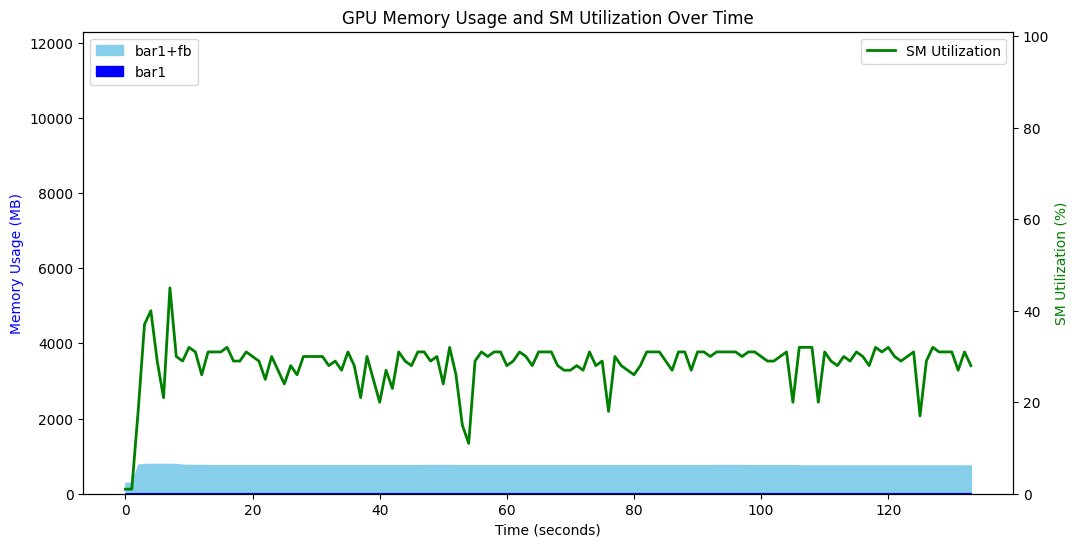 GPU Memory Usage and SM Utilization Over Time
bar1+fb
bar1
SM Utilization
Memory Usage (MB)
12000
10000
8000
6000
4000
2000
0
100
80
60
40
20
0
SM Utilization (%)
0 20 40 60 80 100 120
Time (seconds)